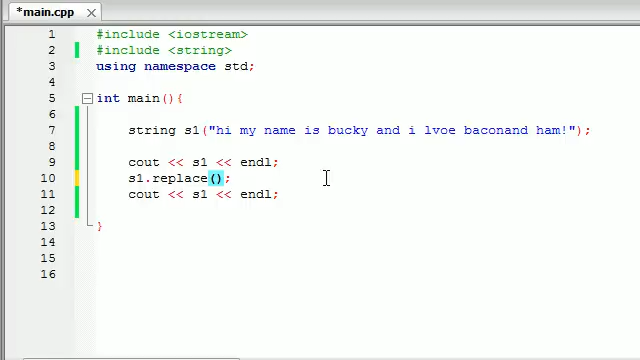 *main.cpp
1 #include <iostream>
2 #include <string>
3 using namespace std;
4
5 int main(){
6
7 string s1("hi my name is bucky and i lvoe baconand ham!");
8
9 cout << s1 << endl;
10 s1.replace();
11 cout << s1 << endl;
12
13 }
14
15
16